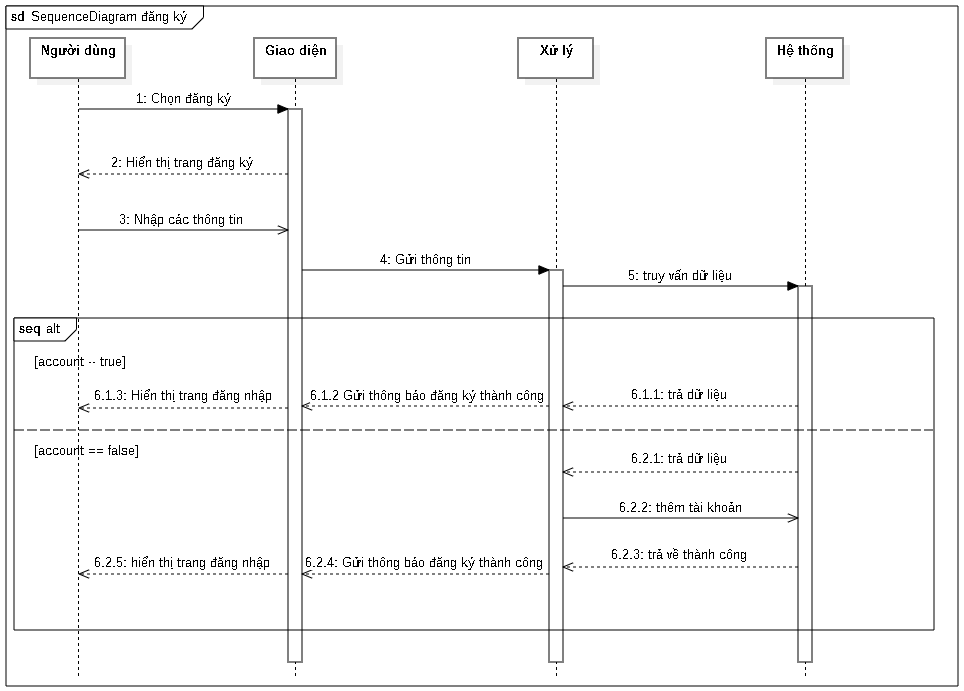 sd SequenceDiagram đăng ký
Người dùng
Giao diện
Xử lý
Hệ thống
1: Chọn đăng ký
2: Hiển thị trang đăng ký
3: Nhập các thông tin
4: Gửi thông tin
5: truy vấn dữ liệu
seq alt
[account -- true]
6.1.3: Hiển thị trang đăng nhập
6.1.2 Gửi thông báo đăng ký thành công
6.1.1: trả dữ liệu
[account == false]
6.2.1: trả dữ liệu
6.2.2: thêm tài khoản
6.2.3: trả về thành công
6.2.5: hiển thị trang đăng nhập
6.2.4: Gửi thông báo đăng ký thành công